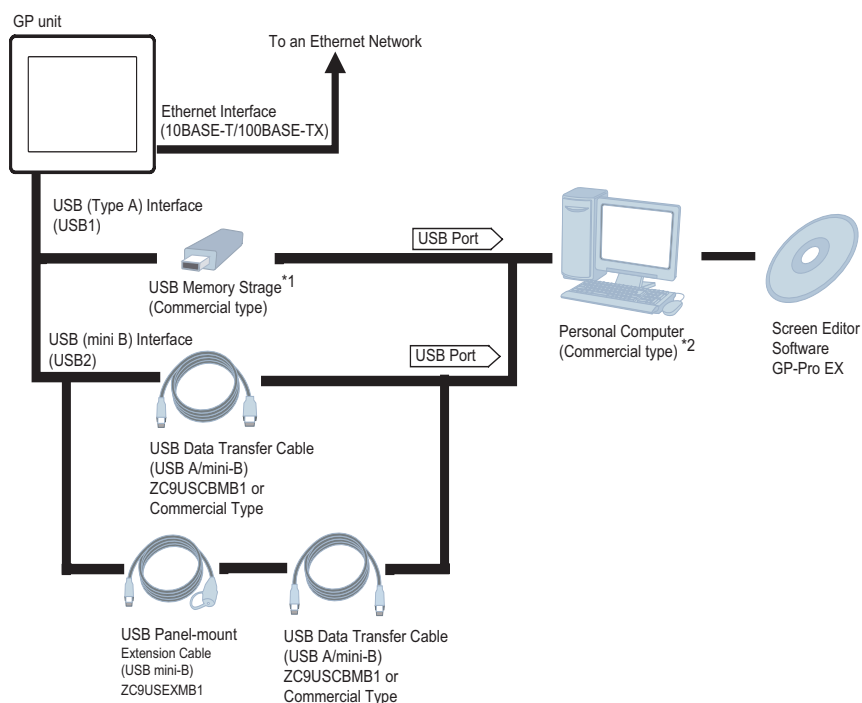 GP unit
To an Ethernet Network
Ethernet Interface
(10BASE-T/100BASE-TX)
USB (Type A) Interface
(USB1)
USB Port
USB Memory Strage*1
(Commercial type)
USB (mini B) Interface
(USB2)
USB Port
Personal Computer
(Commercial type) *2
Screen Editor
Software
GP-Pro EX
USB Data Transfer Cable
(USB A/mini-B)
ZC9USCBMB1 or
Commercial Type
USB Panel-mount
Extension Cable
(USB mini-B)
ZC9USEXMB1
USB Data Transfer Cable
(USB A/mini-B)
ZC9USCBMB1 or
Commercial Type